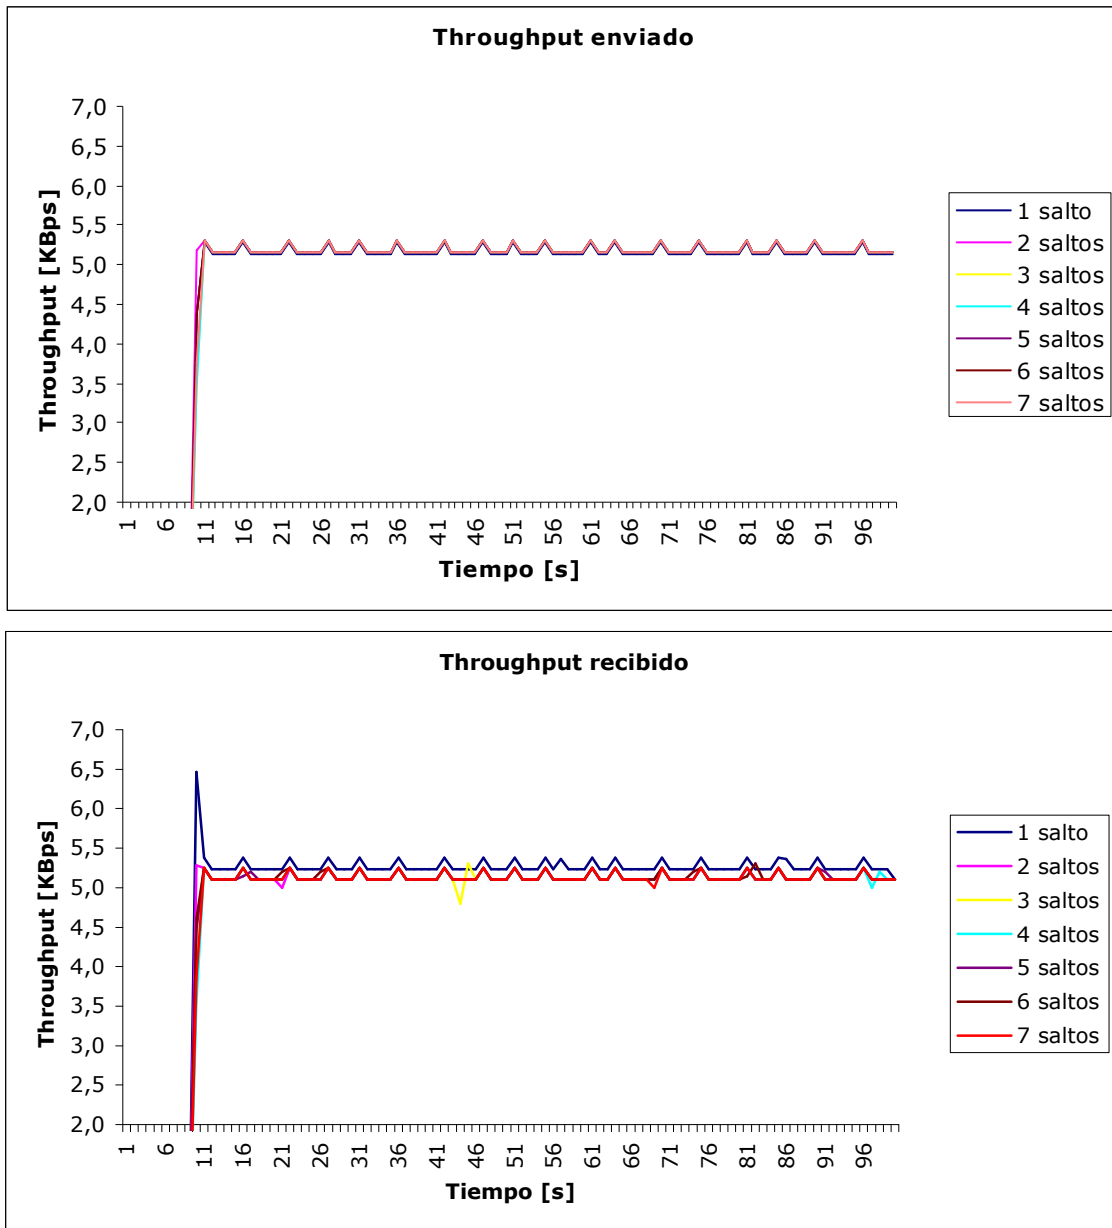 Throughput enviado
7,0
6,5
6,0
5,5
5,0
4,5
4,0
3,5
3,0
2,5
2,0
Throughput [KBps]
1 6 11 16 21 26 31 36 41 46 51 56 61 66 71 76 81 86 91 96
Tiempo [s]
1 salto
2 saltos
3 saltos
4 saltos
5 saltos
6 saltos
7 saltos
Throughput recibido
7,0
6,5
6,0
5,5
5,0
4,5
4,0
3,5
3,0
2,5
2,0
Throughput [KBps]
1 6 11 16 21 26 31 36 41 46 51 56 61 66 71 76 81 86 91 96
Tiempo [s]
1 salto
2 saltos
3 saltos
4 saltos
5 saltos
6 saltos
7 saltos